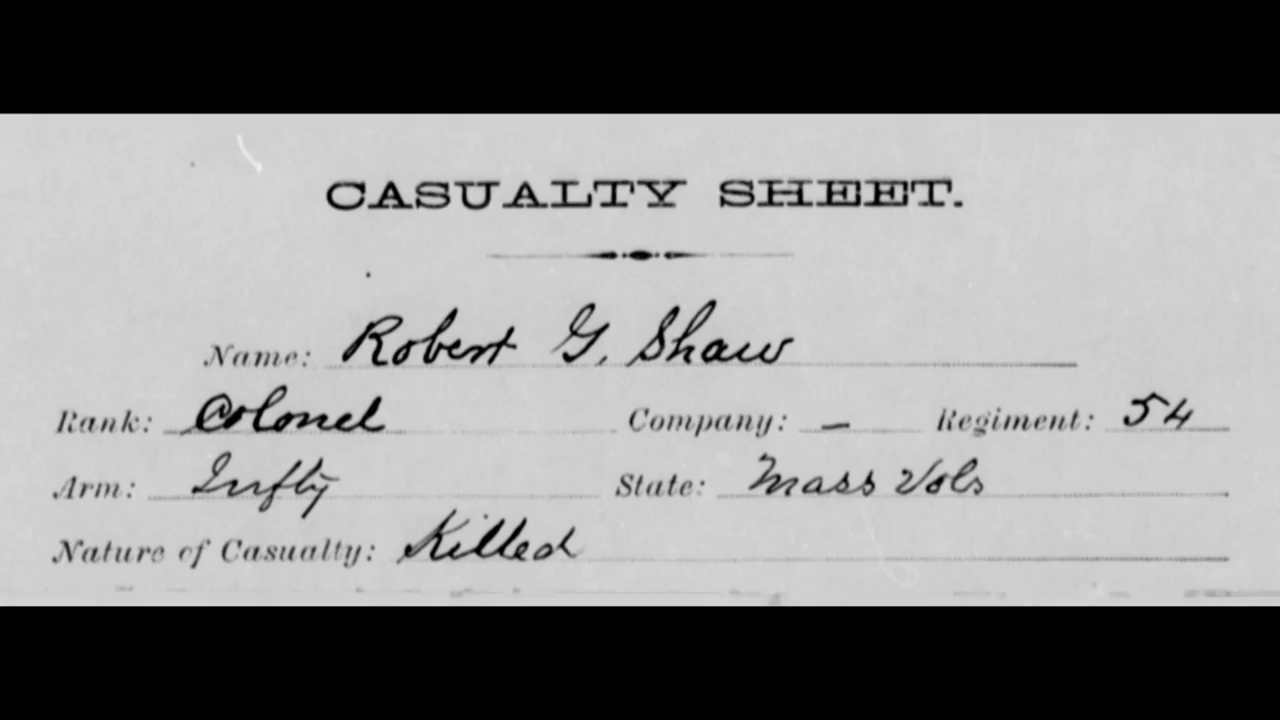 CASUALTY SHEET.
Name: Robert G. Shaw
Rank: Colonel Company: — Regiment: 54
Arm: Infty State: Mass Vols
Nature of Casualty: Killed